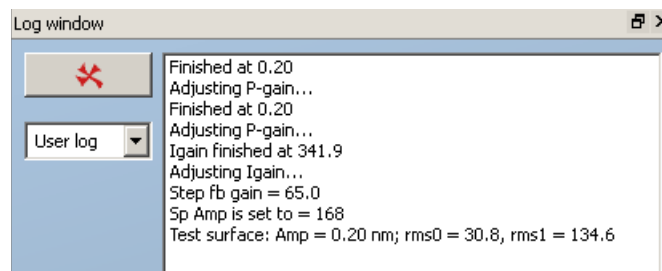 Log window
User log
Finished at 0.20
Adjusting P-gain...
Finished at 0.20
Adjusting P-gain...
Igain finished at 341.9
Adjusting Igain...
Step fb gain = 65.0
Sp Amp is set to = 168
Test surface: Amp = 0.20 nm; rms0 = 30.8, rms1 = 134.6